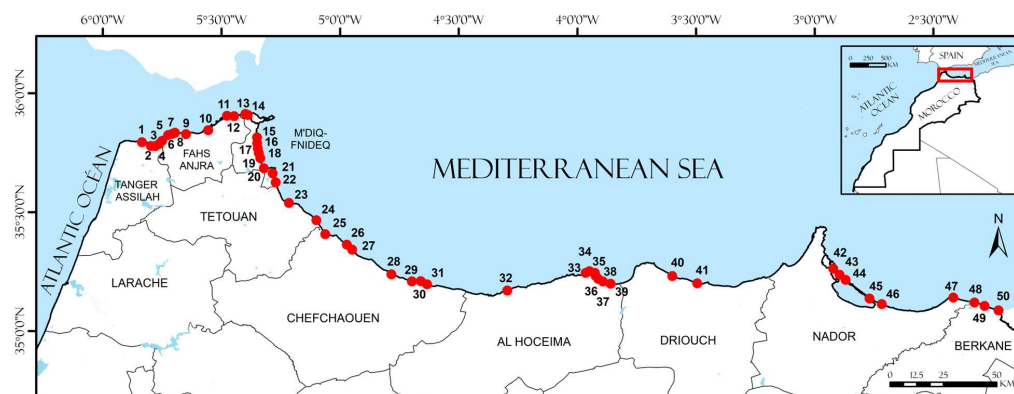 6°0'0"W 5°30'0"W 5°0'0"W 4°30'0"W 4°0'0"W 3°30'0"W 3°0'0"W 2°30'0"W
36°0'0"N
35°30'0"N
35°0'0"N
0 250 500
KM
SPAIN
MEDITERRANEAN
SEA
ATLANTIC
OCEAN
MOROCCO
1 2 3 4 5 6 7 8 9 10 11 12 13 14
15 16 17 18 19 20 21 22 23 24 25 26 27
28 29 30 31 32 33 34 35 36 37 38 39
40 41 42 43 44 45 46 47 48 49 50
MEDITERRANEAN SEA
ATLANTIC OCÉAN
M'DIQ-
FNIDEQ
FAHS
ANJRA
TANGER
ASSILAH
TETOUAN
LARACHE
CHEFCHAOUEN
AL HOCEIMA
DRIOUCH
NADOR
BERKANE
N
0 12.5 25 50
KM